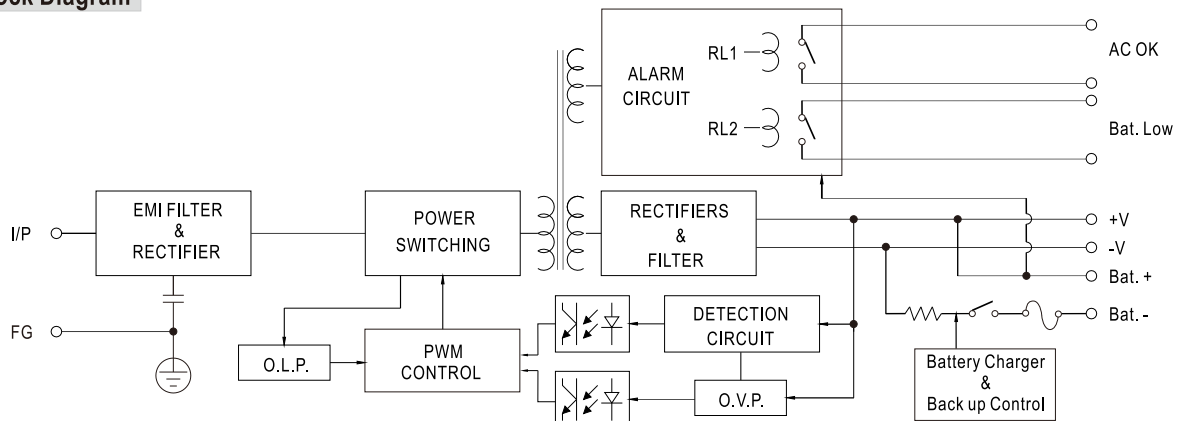 Diagram
RL1
AC OK
ALARM
CIRCUIT
RL2
Bat. Low
I/P
EMI FILTER
&
RECTIFIER
POWER
SWITCHING
RECTIFIERS
&
FILTER
+V
-V
Bat. +
Bat. -
FG
O.L.P.
PWM
CONTROL
DETECTION
CIRCUIT
O.V.P.
Battery Charger
&
Back up Control